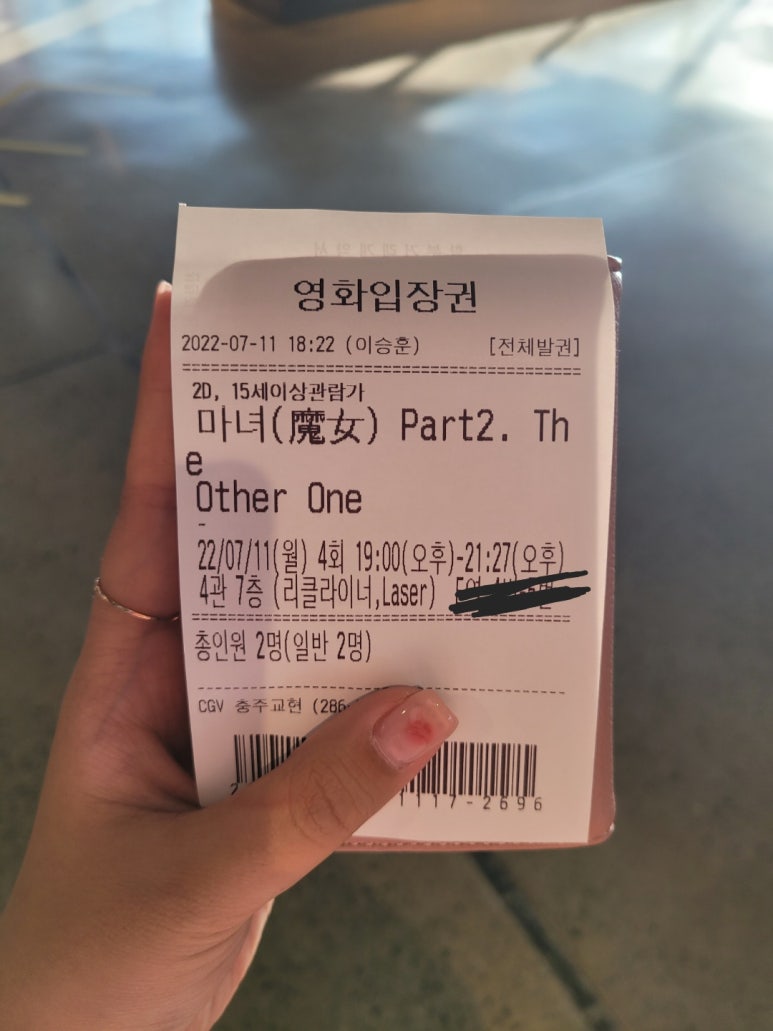 영화입장권
2022-07-11 18:22 (이승훈) [전체발권]
2D, 15세이상관람가
마녀(魔女) Part2. Th
e
Other One
-
22/07/11(월) 4회 19:00(오후)-21:27(오후)
4관 7층 (리클라이너,Laser)
총인원 2명(일반 2명)
CGV 충주교현 (286
1117-2696